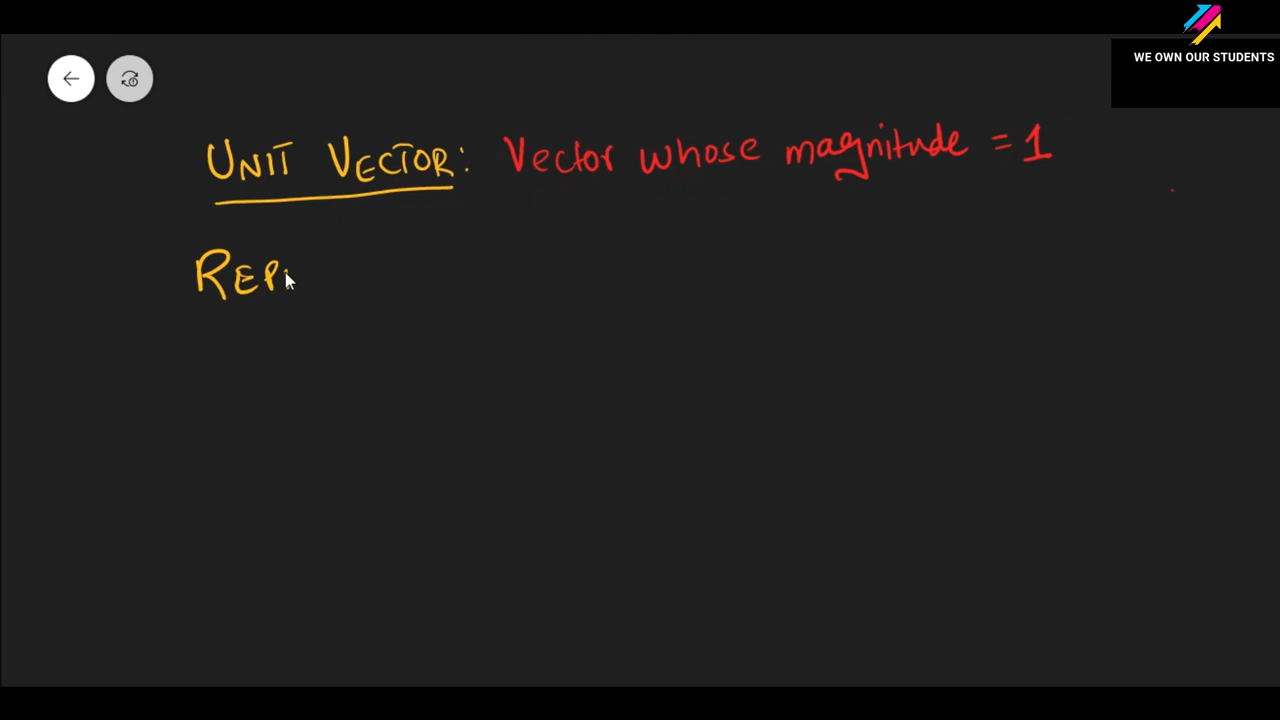 WE OWN OUR STUDENTS
UNIT VECTOR: Vector whose magnitude = 1
REP